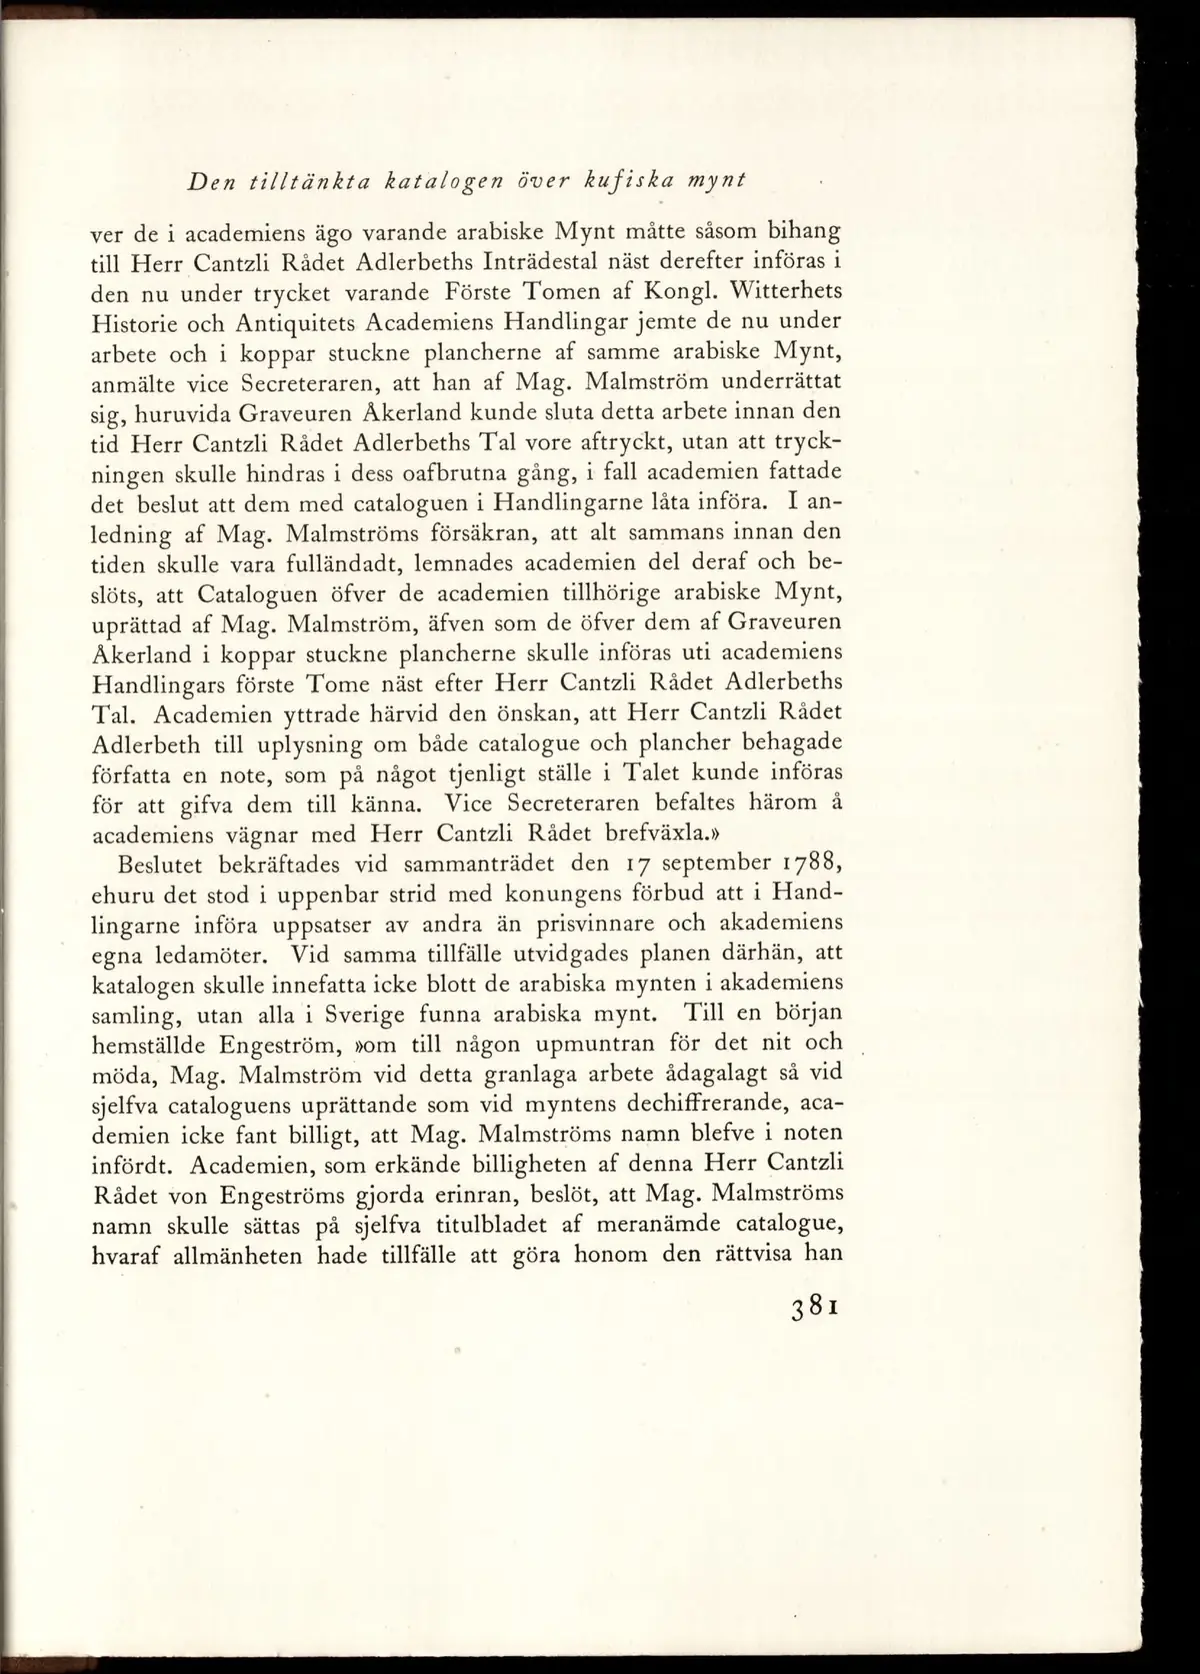 Den tilltänkta katalogen över kufiska mynt
ver de i academiens ägo varande arabiske Mynt måtte såsom bihang
till Herr Cantzli Rådet Adlerbeths Inträdestal näst derefter införas i
den nu under trycket varande Förste Tomen af Kongl. Witterhets
Historie och Antiquitets Academiens Handlingar jemte de nu under
arbete och i koppar stuckne plancherne af samme arabiske Mynt,
anmälte vice Secreteraren, att han af Mag. Malmström underrättat
sig, huruvida Graveuren Åkerland kunde sluta detta arbete innan den
tid Herr Cantzli Rådet Adlerbeths Tal vore aftryckt, utan att tryck-
ningen skulle hindras i dess oafbrutna gång, i fall academien fattade
det beslut att dem med cataloguen i Handlingarne låta införa. I an-
ledning af Mag. Malmströms försäkran, att alt sammans innan den
tiden skulle vara fulländadt, lemnades academien del deraf och be-
slöts, att Cataloguen öfver de academien tillhörige arabiske Mynt,
uprättad af Mag. Malmström, äfven som de öfver dem af Graveuren
Åkerland i koppar stuckne plancherne skulle införas uti academiens
Handlingars förste Tome näst efter Herr Cantzli Rådet Adlerbeths
Tal. Academien yttrade härvid den önskan, att Herr Cantzli Rådet
Adlerbeth till uplysning om både catalogue och plancher behagade
författa en note, som på något tjenligt ställe i Talet kunde införas
för att gifva dem till känna. Vice Secreteraren befaltes härom å
academiens vägnar med Herr Cantzli Rådet brefväxla.»
Beslutet bekräftades vid sammanträdet den 17 september 1788,
ehuru det stod i uppenbar strid med konungens förbud att i Hand-
lingarne införa uppsatser av andra än prisvinnare och akademiens
egna ledamöter. Vid samma tillfälle utvidgades planen därhän, att
katalogen skulle innefatta icke blott de arabiska mynten i akademiens
samling, utan alla i Sverige funna arabiska mynt. Till en början
hemställde Engeström, »om till någon upmuntran för det nit och
möda, Mag. Malmström vid detta granlaga arbete ådagalagt så vid
sjelfva cataloguens uprättande som vid myntens dechiffrerande, aca-
demien icke fant billigt, att Mag. Malmströms namn blefve i noten
infördt. Academien, som erkände billigheten af denna Herr Cantzli
Rådet von Engeströms gjorda erinran, beslöt, att Mag. Malmströms
namn skulle sättas på sjelfva titulbladet af meranämde catalogue,
hvaraf allmänheten hade tillfälle att göra honom den rättvisa han
381